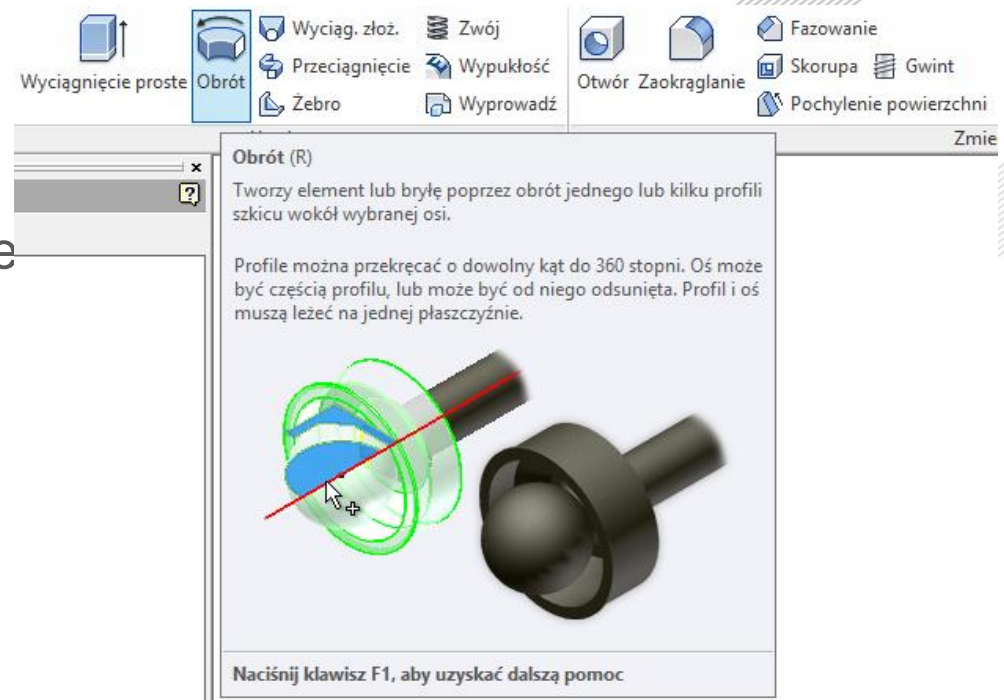 Wyciągnięcie proste
Obrót
Wyciąg. złoż.
Przeciągnięcie
Żebro
Zwój
Wypukłość
Wyprowadź
Otwór
Zaokrąglanie
Fazowanie
Skorupa
Gwint
Pochylenie powierzchni
Zmie
e
Obrót (R)
Tworzy element lub bryłę poprzez obrót jednego lub kilku profili
szkicu wokół wybranej osi.
Profile można przekręcać o dowolny kąt do 360 stopni. Oś może
być częścią profilu, lub może być od niego odsunięta. Profil i oś
muszą leżeć na jednej płaszczyźnie.
Naciśnij klawisz F1, aby uzyskać dalszą pomoc